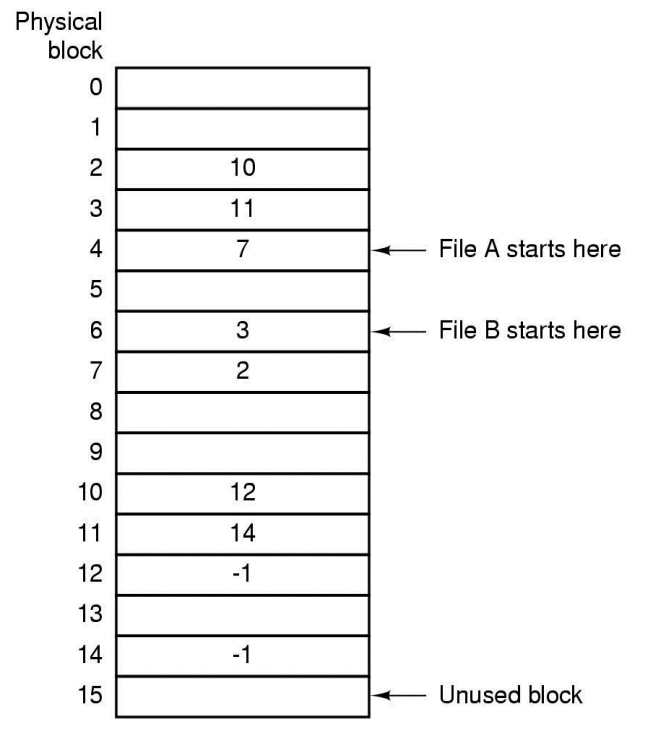 Physical
block
0
1
2 10
3 11
4 7 File A starts here
5
6 3 File B starts here
7 2
8
9
10 12
11 14
12 -1
13
14 -1
15 Unused block